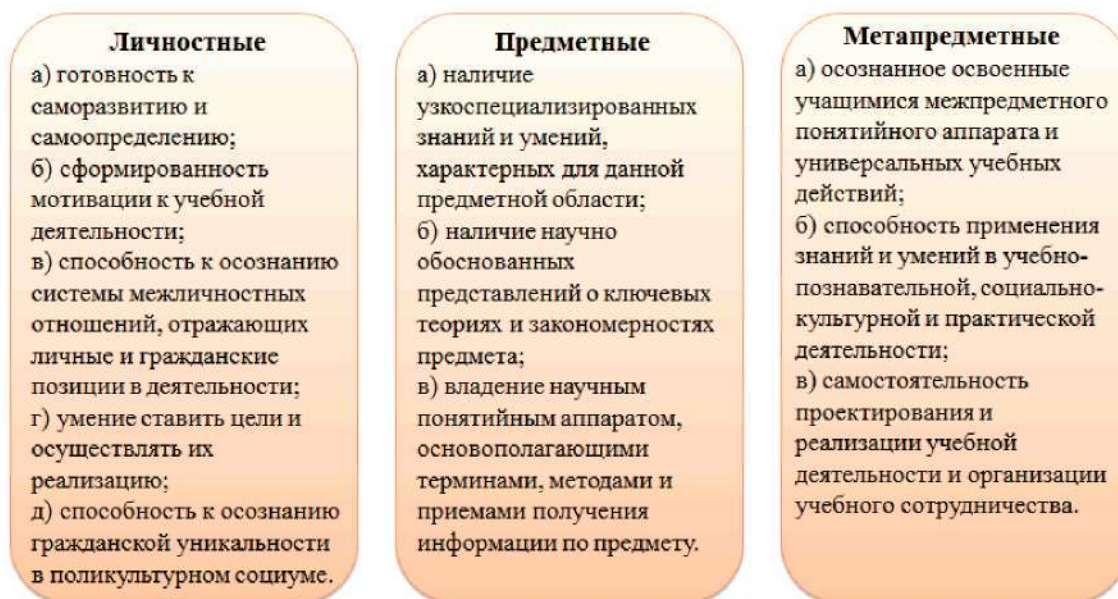 Личностные
а) готовность к
саморазвитию и
самоопределению;
б) сформированность
мотивации к учебной
деятельности;
в) способность к осознанию
системы межличностных
отношений, отражающих
личные и гражданские
позиции в деятельности;
г) умение ставить цели и
осуществлять их
реализацию;
д) способность к осознанию
гражданской уникальности
в поликультурном социуме.
Предметные
а) наличие
узкоспециализированных
знаний и умений,
характерных для данной
предметной области;
б) наличие научно
обоснованных
представлений о ключевых
теориях и закономерностях
предмета;
в) владение научным
понятийным аппаратом,
основополагающими
терминами, методами и
приемами получения
информации по предмету.
Метапредметные
а) осознанное освоенные
учащимися межпредметного
понятийного аппарата и
универсальных учебных
действий;
б) способность применения
знаний и умений в учебно-
познавательной, социально-
культурной и практической
деятельности;
в) самостоятельность
проектирования и
реализации учебной
деятельности и организации
учебного сотрудничества.